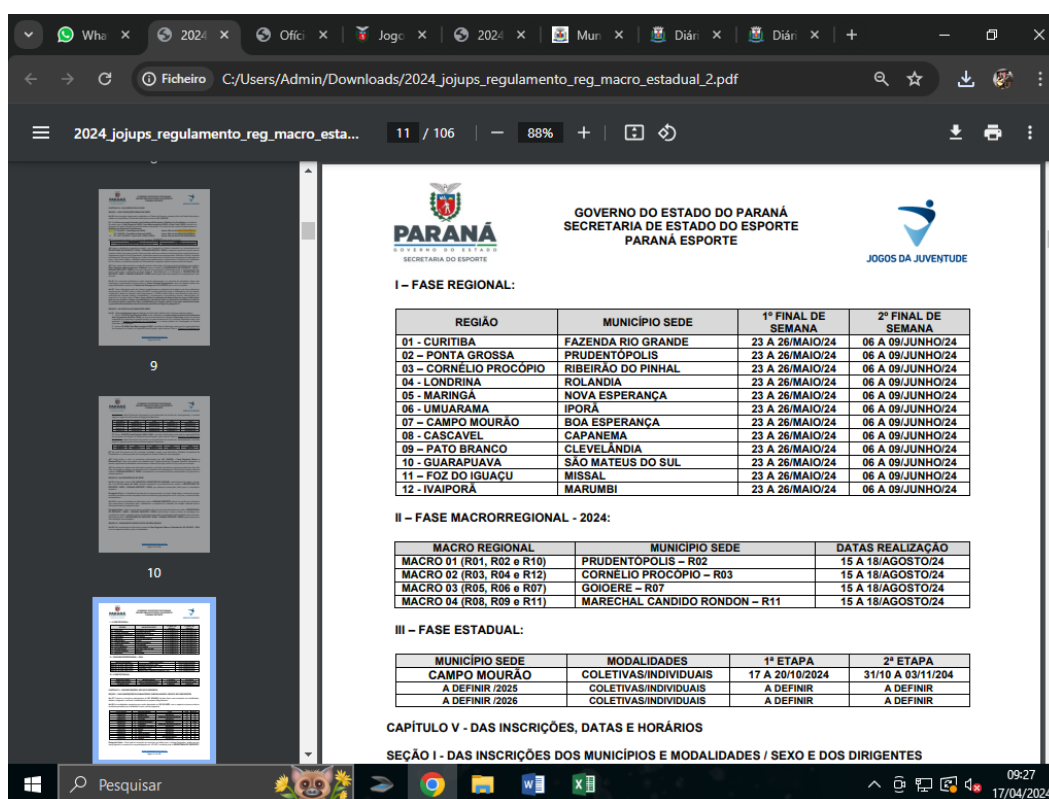 Wha
2024
Ofíci
Jogo
2024
Mun
Diári
Diári
Ficheiro C:/Users/Admin/Downloads/2024_jojups_regulamento_reg_macro_estadual_2.pdf
2024_jojups_regulamento_reg_macro_esta... 11 / 106 88%
9
10
PARANÁ
GOVERNO DO ESTADO
SECRETARIA DO ESPORTE
GOVERNO DO ESTADO DO PARANÁ
SECRETARIA DE ESTADO DO ESPORTE
PARANÁ ESPORTE
JOGOS DA JUVENTUDE
I – FASE REGIONAL:
REGIÃO MUNICÍPIO SEDE 1º FINAL DE SEMANA 2º FINAL DE SEMANA
01 - CURITIBA FAZENDA RIO GRANDE 23 A 26/MAIO/24 06 A 09/JUNHO/24
02 – PONTA GROSSA PRUDENTÓPOLIS 23 A 26/MAIO/24 06 A 09/JUNHO/24
03 – CORNÉLIO PROCÓPIO RIBEIRÃO DO PINHAL 23 A 26/MAIO/24 06 A 09/JUNHO/24
04 - LONDRINA ROLANDIA 23 A 26/MAIO/24 06 A 09/JUNHO/24
05 - MARINGÁ NOVA ESPERANÇA 23 A 26/MAIO/24 06 A 09/JUNHO/24
06 - UMUARAMA IPORÃ 23 A 26/MAIO/24 06 A 09/JUNHO/24
07 – CAMPO MOURÃO BOA ESPERANÇA 23 A 26/MAIO/24 06 A 09/JUNHO/24
08 - CASCAVEL CAPANEMA 23 A 26/MAIO/24 06 A 09/JUNHO/24
09 – PATO BRANCO CLEVELÂNDIA 23 A 26/MAIO/24 06 A 09/JUNHO/24
10 - GUARAPUAVA SÃO MATEUS DO SUL 23 A 26/MAIO/24 06 A 09/JUNHO/24
11 – FOZ DO IGUAÇU MISSAL 23 A 26/MAIO/24 06 A 09/JUNHO/24
12 - IVAIPORÃ MARUMBI 23 A 26/MAIO/24 06 A 09/JUNHO/24
II – FASE MACRORREGIONAL - 2024:
MACRO REGIONAL MUNICÍPIO SEDE DATAS REALIZAÇÃO
MACRO 01 (R01, R02 e R10) PRUDENTÓPOLIS – R02 15 A 18/AGOSTO/24
MACRO 02 (R03, R04 e R12) CORNÉLIO PROCÓPIO – R03 15 A 18/AGOSTO/24
MACRO 03 (R05, R06 e R07) GOIOERE – R07 15 A 18/AGOSTO/24
MACRO 04 (R08, R09 e R11) MARECHAL CANDIDO RONDON – R11 15 A 18/AGOSTO/24
III – FASE ESTADUAL:
MUNICÍPIO SEDE MODALIDADES 1ª ETAPA 2ª ETAPA
CAMPO MOURÃO COLETIVAS/INDIVIDUAIS 17 A 20/10/2024 31/10 A 03/11/204
A DEFINIR /2025 COLETIVAS/INDIVIDUAIS A DEFINIR A DEFINIR
A DEFINIR /2026 COLETIVAS/INDIVIDUAIS A DEFINIR A DEFINIR
CAPÍTULO V - DAS INSCRIÇÕES, DATAS E HORÁRIOS
SEÇÃO I - DAS INSCRIÇÕES DOS MUNICÍPIOS E MODALIDADES / SEXO E DOS DIRIGENTES
Pesquisar
09:27
17/04/2024